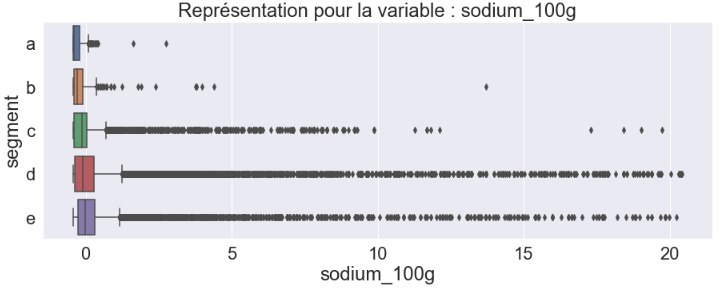 Représentation pour la variable : sodium_100g
a
b
c
d
e
segment
0 5 10 15 20
sodium_100g